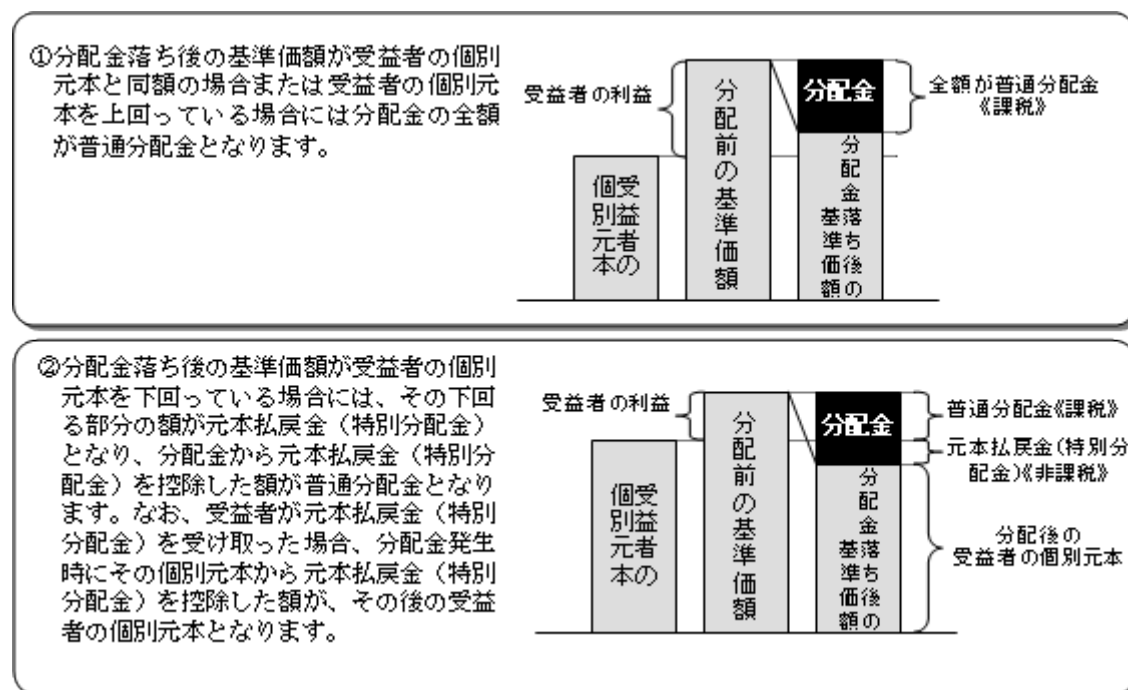 ①分配金落ち後の基準価額が受益者の個別
元本と同額の場合または受益者の個別元
本を上回っている場合には分配金の全額
が普通分配金となります。
受益者の利益
受益者の
個別元本
分配前の基準価額
分配金
分配金落ち後の
基準価額
全額が普通分配金
《課税》
②分配金落ち後の基準価額が受益者の個別
元本を下回っている場合には、その下回
る部分の額が元本払戻金（特別分配金）
となり、分配金から元本払戻金（特別分
配金）を控除した額が普通分配金となり
ます。なお、受益者が元本払戻金（特別
分配金）を受け取った場合、分配金発生
時にその個別元本から元本払戻金（特別
分配金）を控除した額が、その後の受益
者の個別元本となります。
受益者の利益
受益者の
個別元本
分配前の基準価額
分配金
分配金落ち後の
基準価額
普通分配金《課税》
元本払戻金(特別分
配金)《非課税》
分配後の
受益者の個別元本